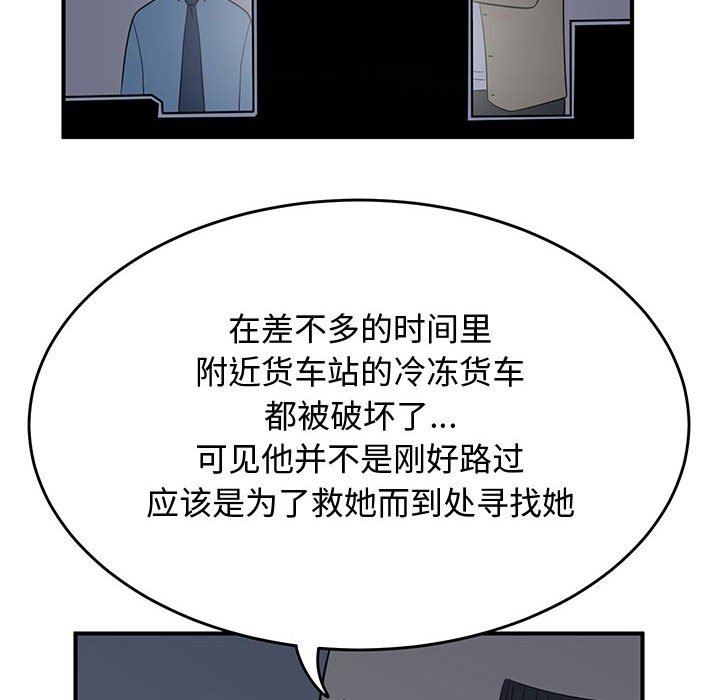 在差不多的时间里
附近货车站的冷冻货车
都被破坏了...
可见他并不是刚好路过
应该是为了救她而到处寻找她